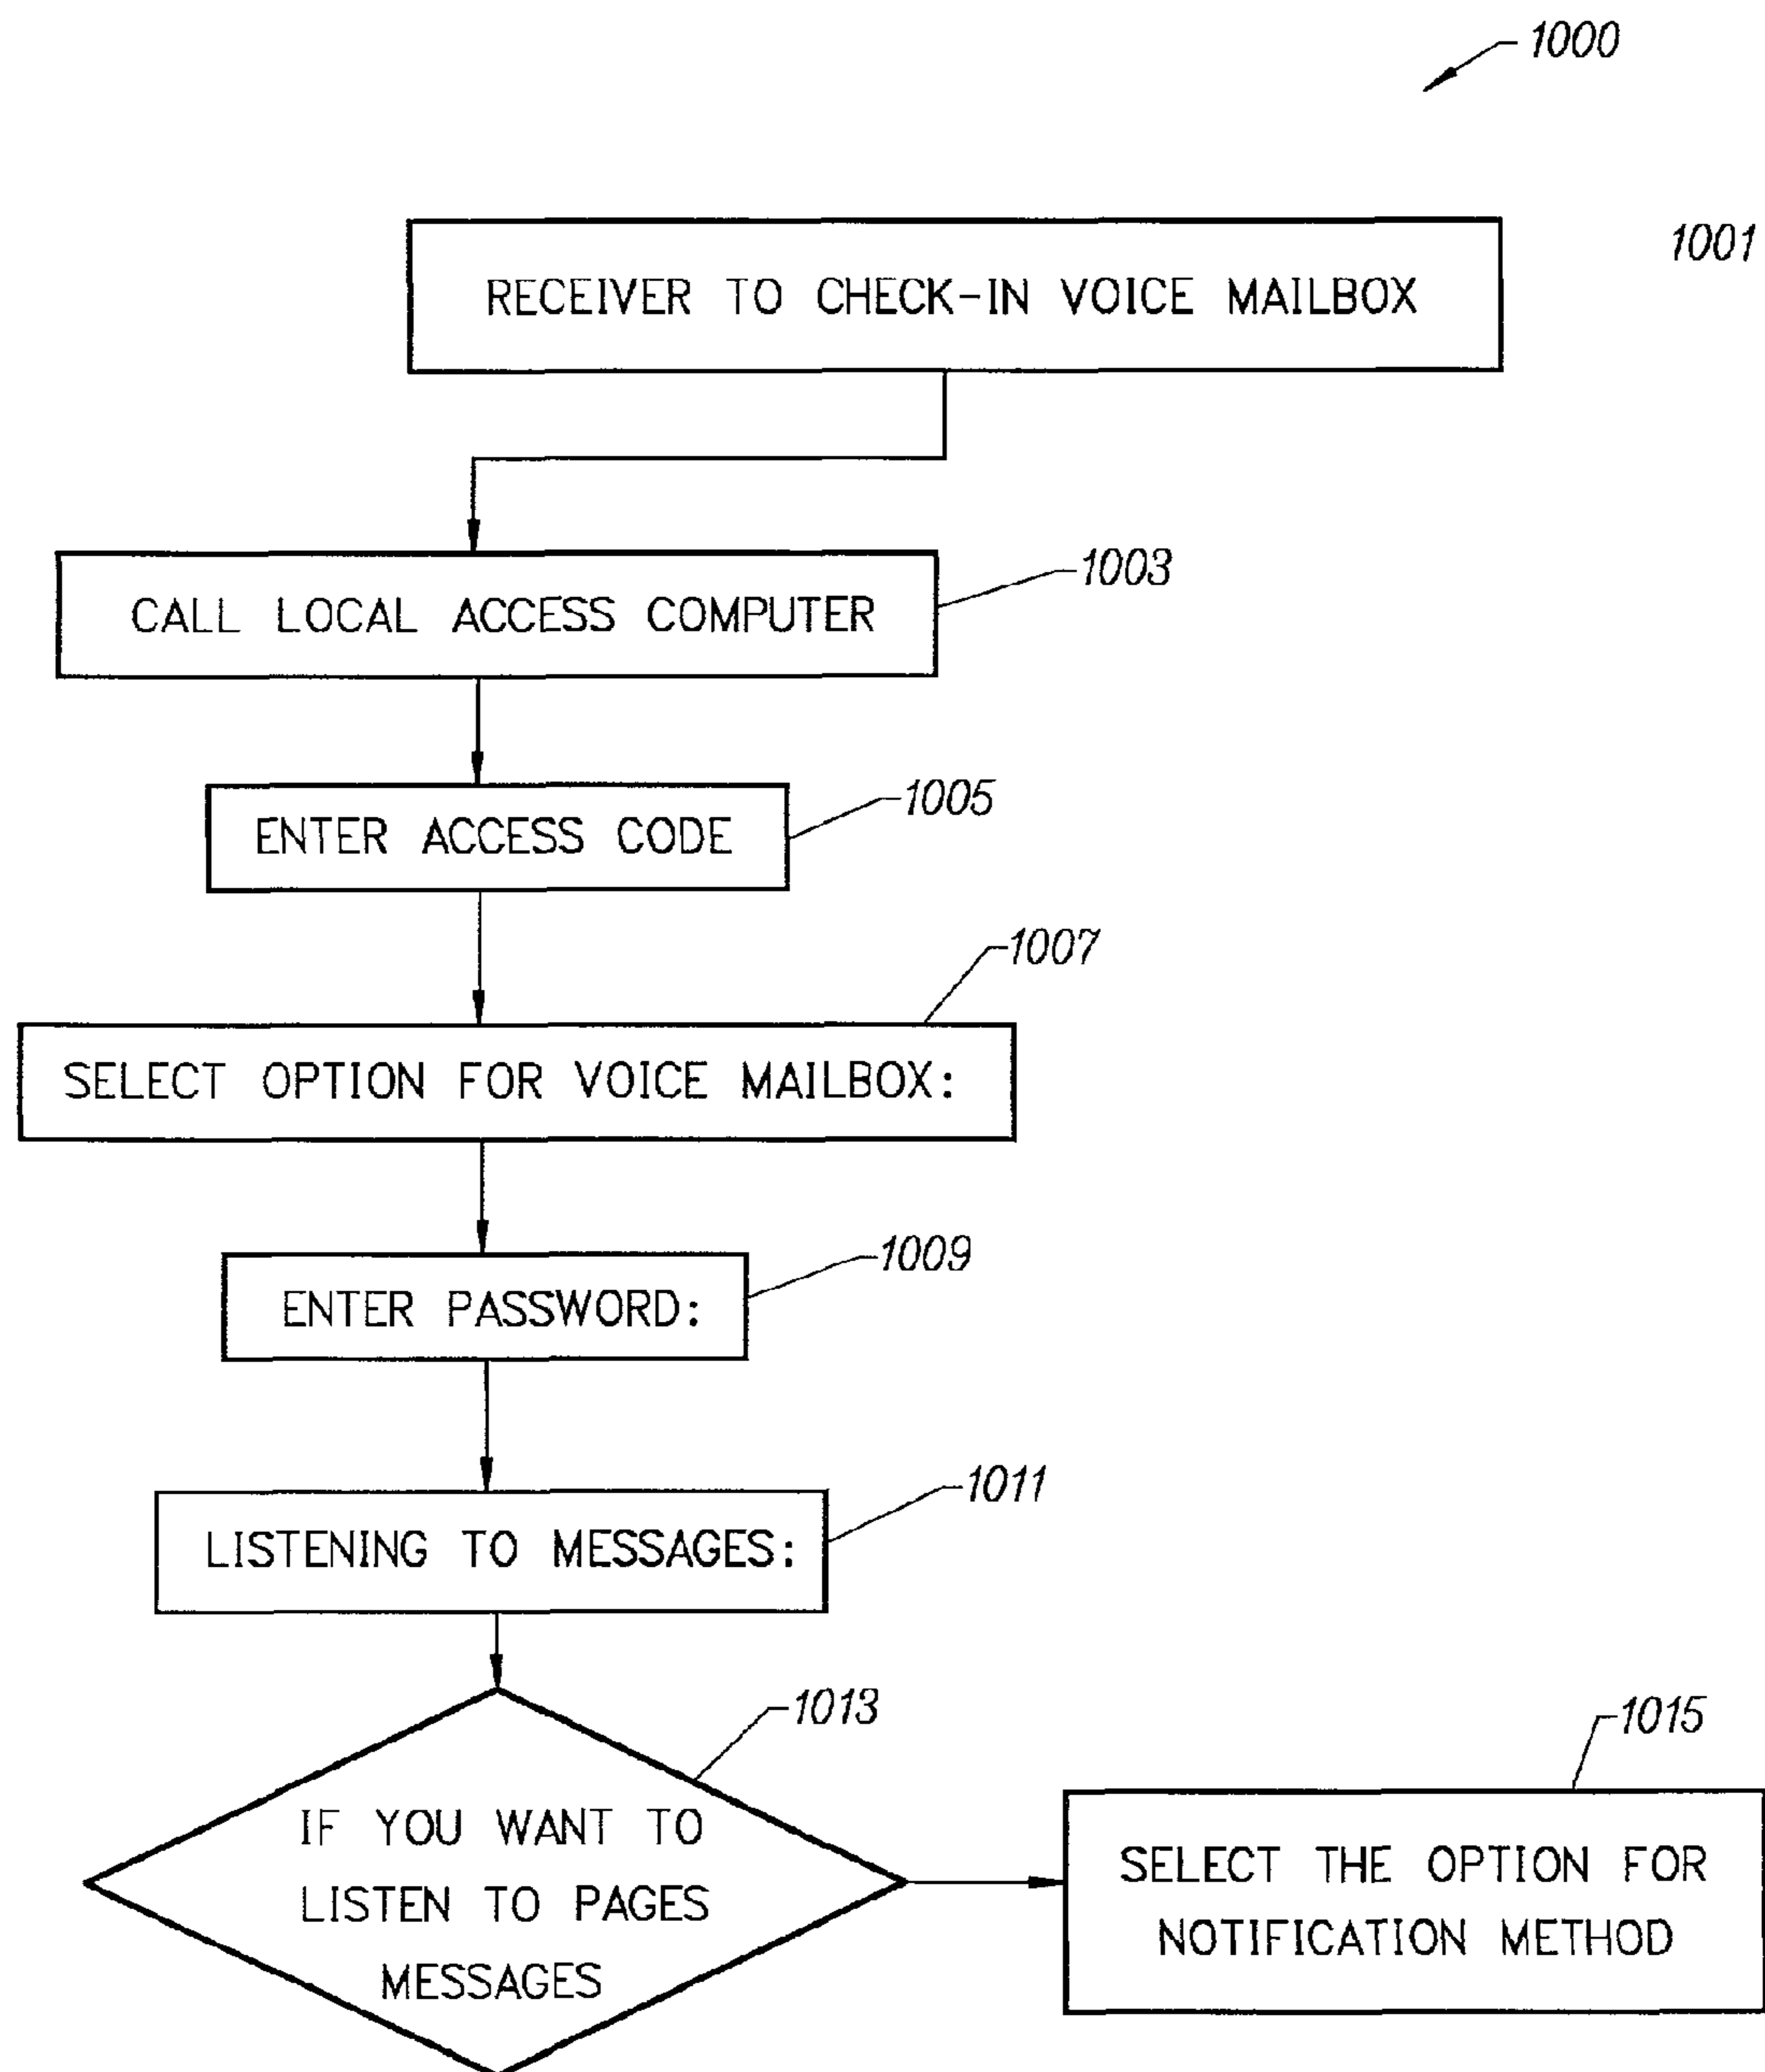 1000
1001
RECEIVER TO CHECK-IN VOICE MAILBOX
1003
CALL LOCAL ACCESS COMPUTER
1005
ENTER ACCESS CODE
1007
SELECT OPTION FOR VOICE MAILBOX:
1009
ENTER PASSWORD:
1011
LISTENING TO MESSAGES:
1013
IF YOU WANT TO
LISTEN TO PAGES
MESSAGES
1015
SELECT THE OPTION FOR
NOTIFICATION METHOD